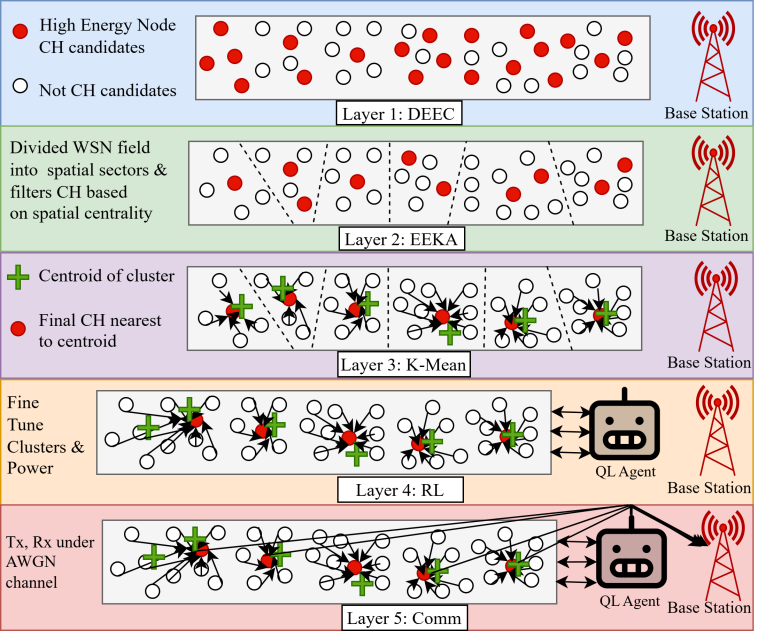 High Energy Node
CH candidates
Not CH candidates
Layer 1: DEEC
Base Station
Divided WSN field
into spatial sectors &
filters CH based
on spatial centrality
Layer 2: EEKA
Base Station
Centroid of cluster
Final CH nearest
to centroid
Layer 3: K-Mean
Base Station
Fine
Tune
Clusters &
Power
QL Agent
Layer 4: RL
Base Station
Tx, Rx under
AWGN
channel
QL Agent
Layer 5: Comm
Base Station